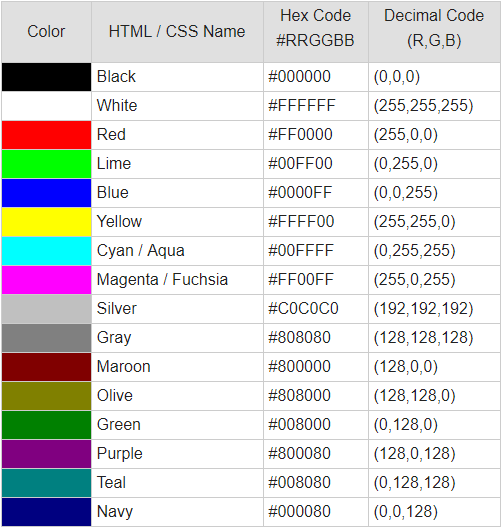 Color HTML / CSS Name Hex Code #RRGGBB Decimal Code (R,G,B)
Black #000000 (0,0,0)
White #FFFFFF (255,255,255)
Red #FF0000 (255,0,0)
Lime #00FF00 (0,255,0)
Blue #0000FF (0,0,255)
Yellow #FFFF00 (255,255,0)
Cyan / Aqua #00FFFF (0,255,255)
Magenta / Fuchsia #FF00FF (255,0,255)
Silver #C0C0C0 (192,192,192)
Gray #808080 (128,128,128)
Maroon #800000 (128,0,0)
Olive #808000 (128,128,0)
Green #008000 (0,128,0)
Purple #800080 (128,0,128)
Teal #008080 (0,128,128)
Navy #000080 (0,0,128)